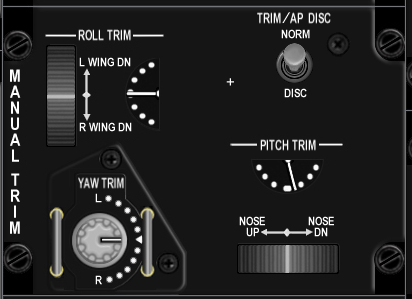 MANUAL TRIM
ROLL TRIM
L WING DN
R WING DN
TRIM/AP DISC
NORM
DISC
PITCH TRIM
NOSE UP
NOSE DN
YAW TRIM
L
R